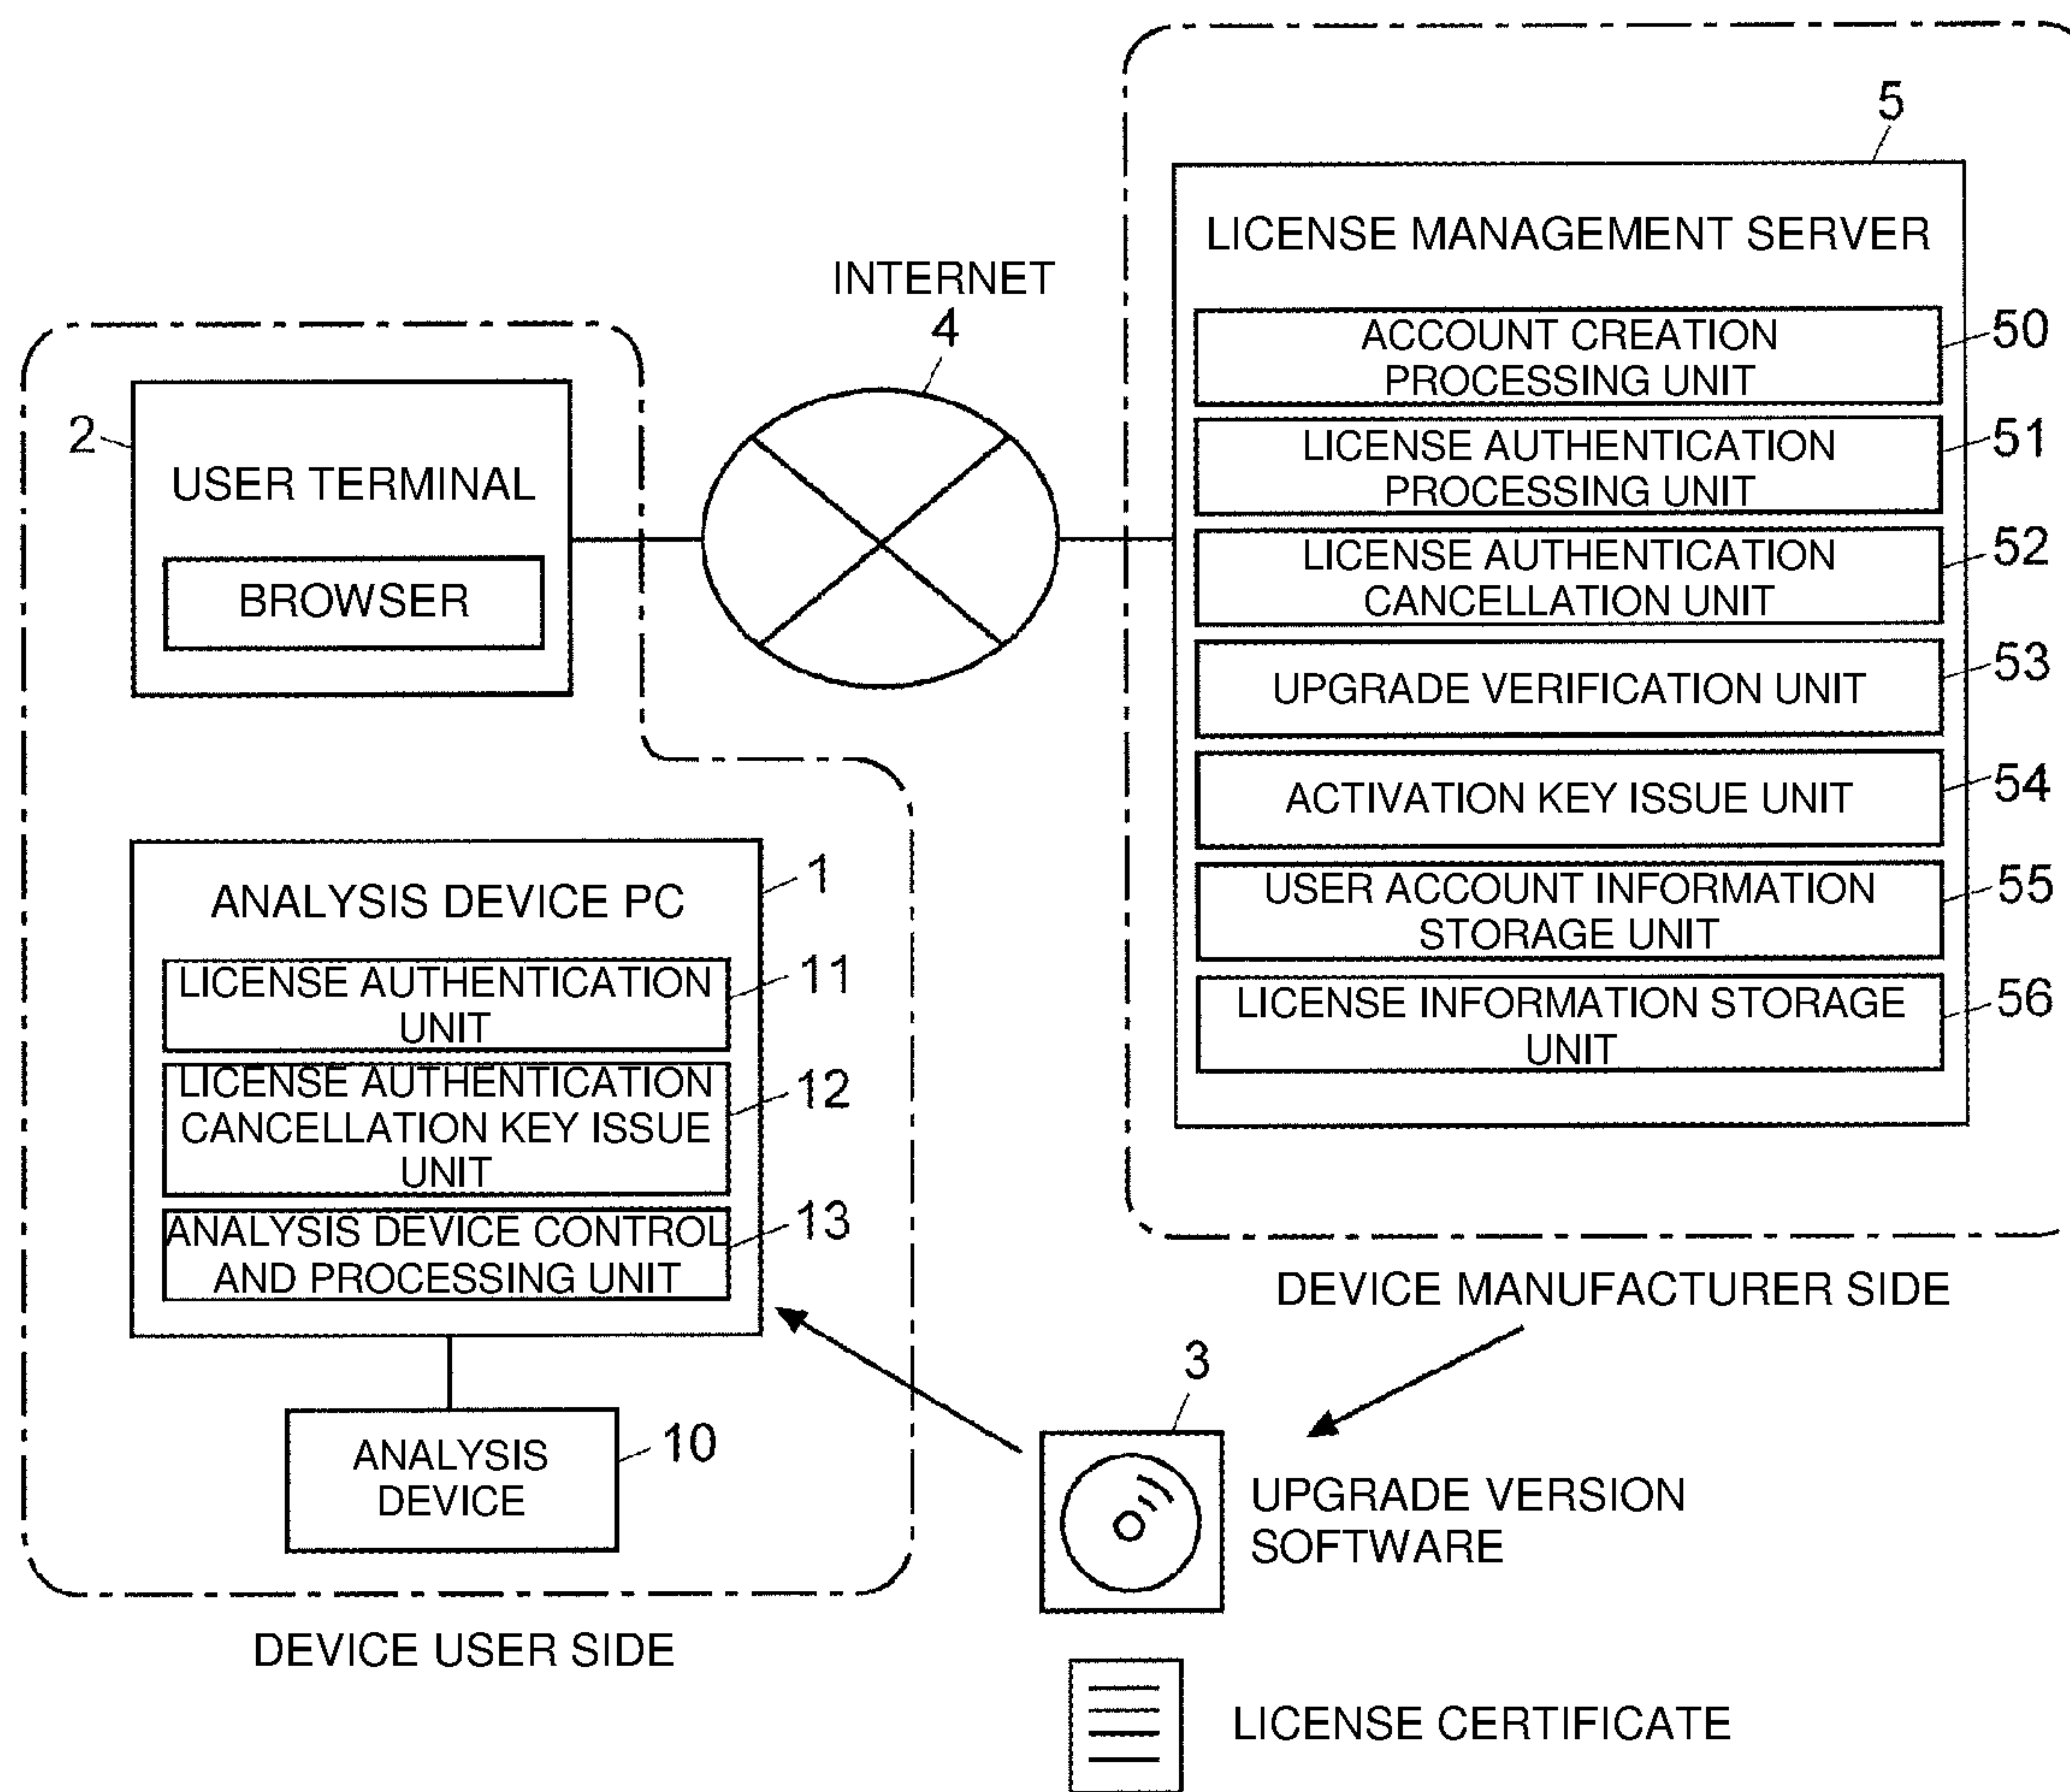 5
LICENSE MANAGEMENT SERVER
ACCOUNT CREATION
PROCESSING UNIT
50
LICENSE AUTHENTICATION
PROCESSING UNIT
51
LICENSE AUTHENTICATION
CANCELLATION UNIT
52
UPGRADE VERIFICATION UNIT
53
ACTIVATION KEY ISSUE UNIT
54
USER ACCOUNT INFORMATION
STORAGE UNIT
55
LICENSE INFORMATION STORAGE
UNIT
56
DEVICE MANUFACTURER SIDE
INTERNET
4
2
USER TERMINAL
BROWSER
1
ANALYSIS DEVICE PC
LICENSE AUTHENTICATION
UNIT
11
LICENSE AUTHENTICATION
CANCELLATION KEY ISSUE
UNIT
12
ANALYSIS DEVICE CONTROL
AND PROCESSING UNIT
13
ANALYSIS
DEVICE
10
DEVICE USER SIDE
3
UPGRADE VERSION
SOFTWARE
LICENSE CERTIFICATE